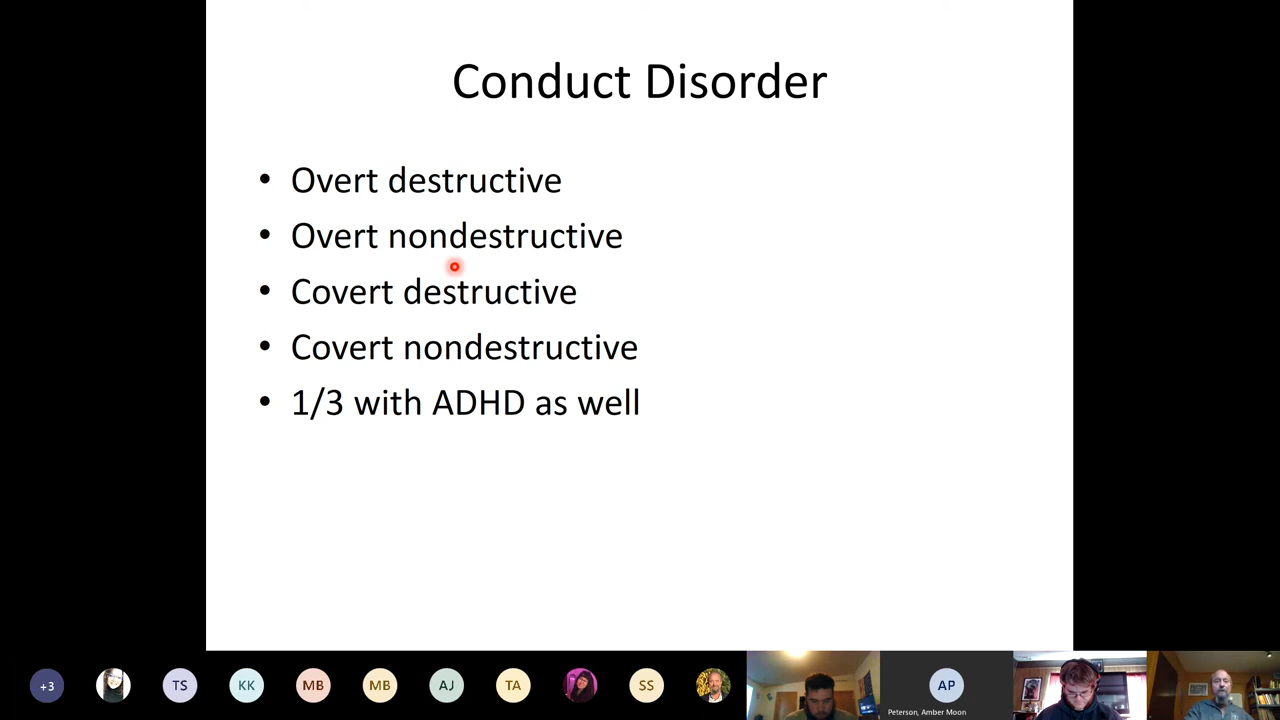 Conduct Disorder
• Overt destructive
• Overt nondestructive
• Covert destructive
• Covert nondestructive
• 1/3 with ADHD as well
+3
TS
KK
MB
MB
AJ
TA
SS
AP
Peterson, Amber Moon